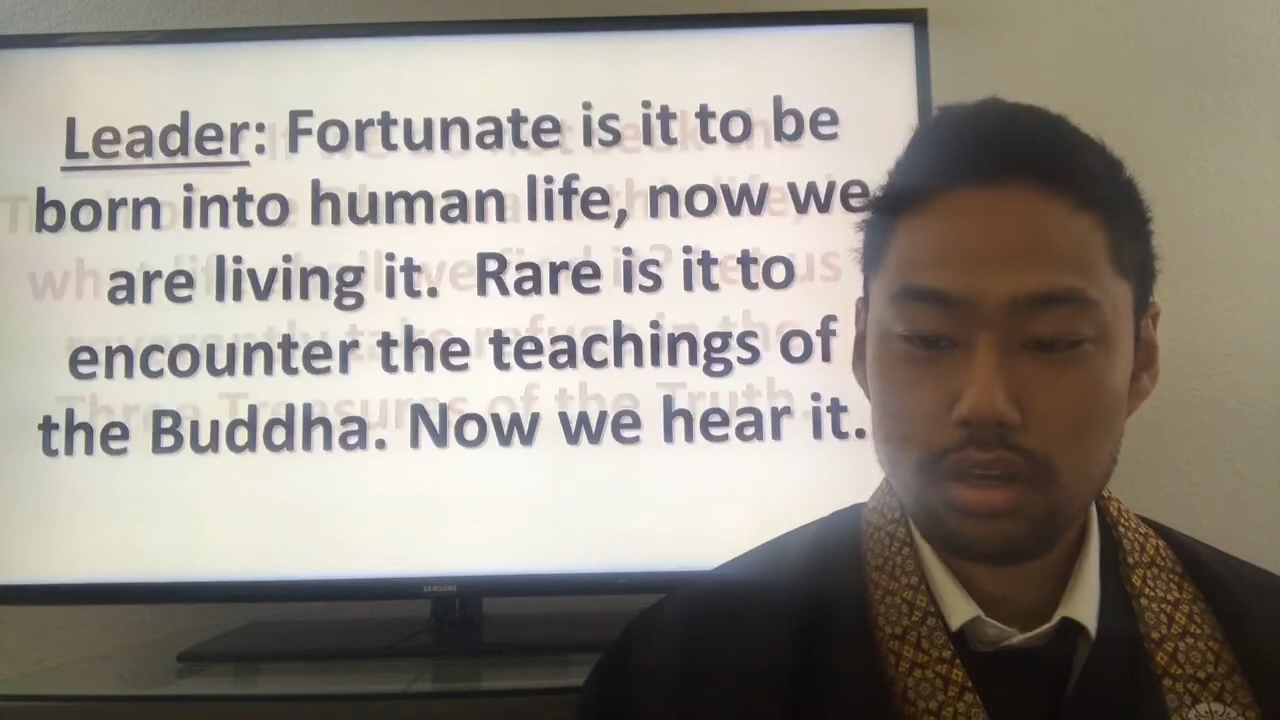 Leader: Fortunate is it to be
born into human life, now we
are living it. Rare is it to
encounter the teachings of
the Buddha. Now we hear it.
SAMSUNG